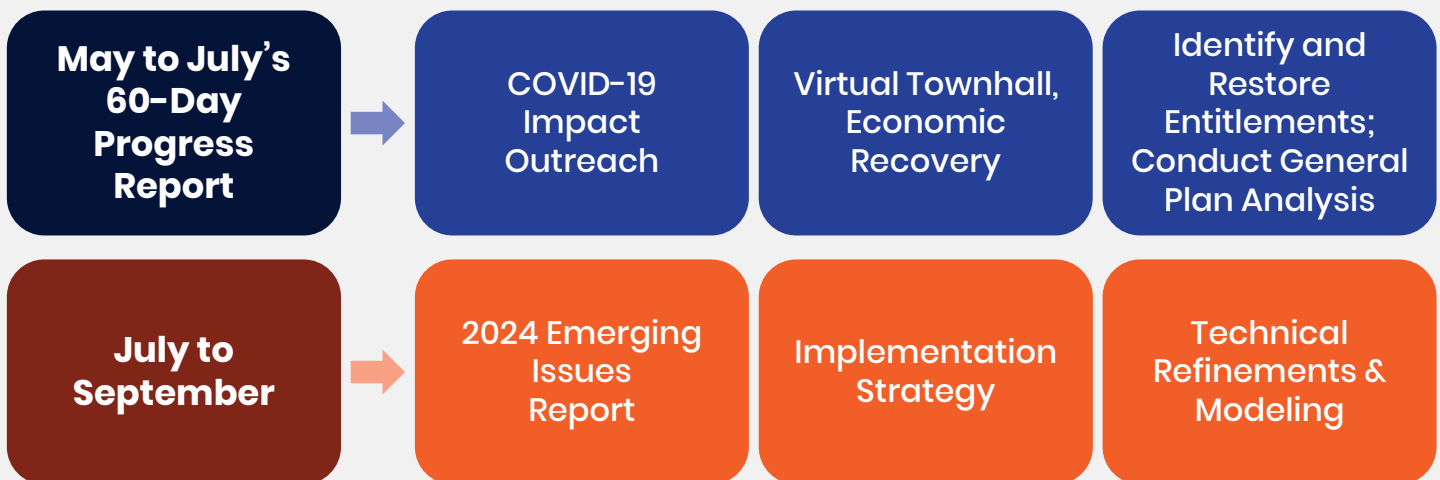 May to July’s
60-Day
Progress
Report
COVID-19
Impact
Outreach
Virtual Townhall,
Economic
Recovery
Identify and
Restore
Entitlements;
Conduct General
Plan Analysis
July to
September
2024 Emerging
Issues
Report
Implementation
Strategy
Technical
Refinements &
Modeling